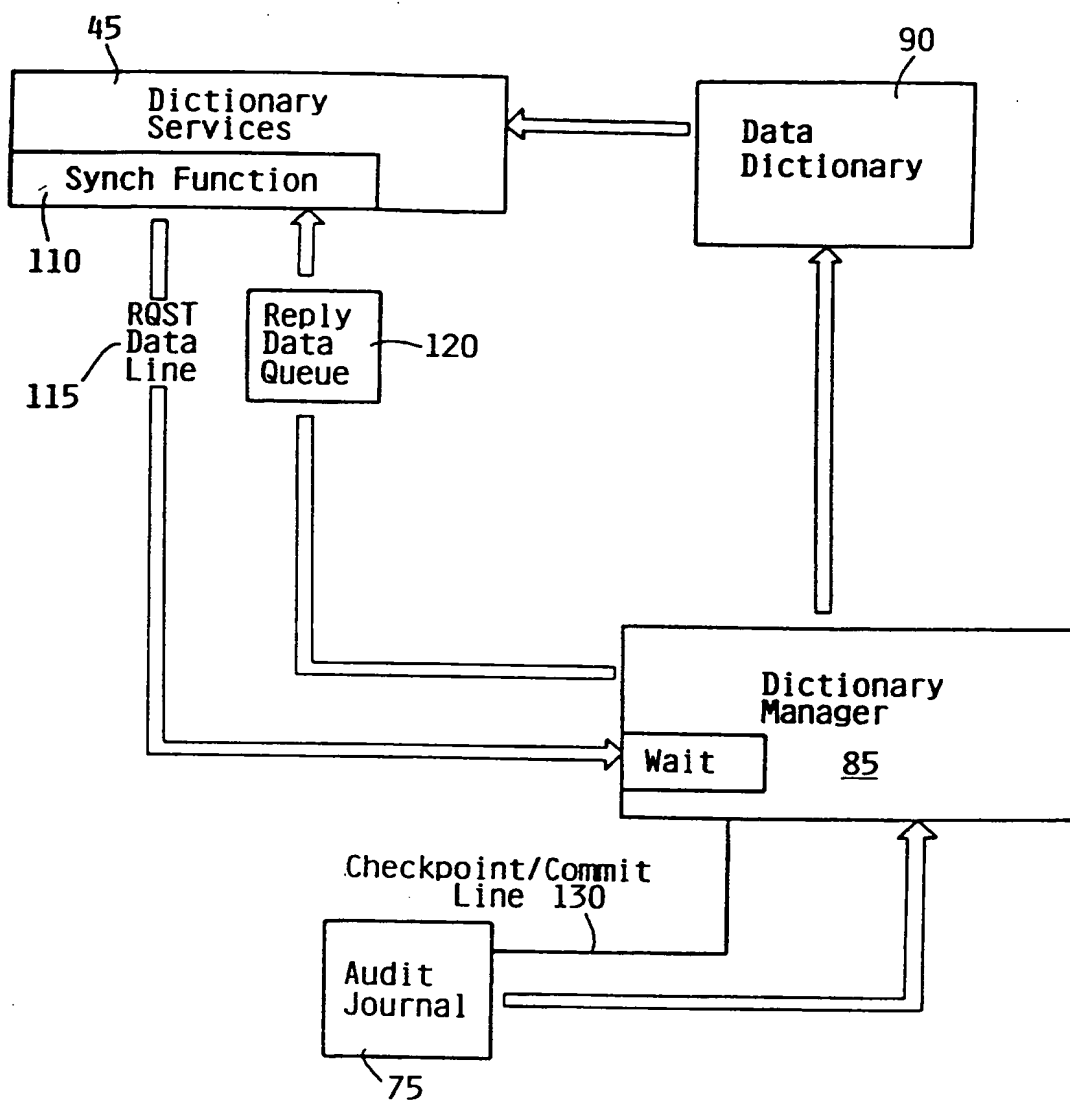 45
90
Dictionary
Services
Data
Dictionary
Synch Function
110
RQST
Data
Line
115
Reply
Data
Queue
120
Dictionary
Manager
85
Wait
Checkpoint/Commit
Line 130
Audit
Journal
75